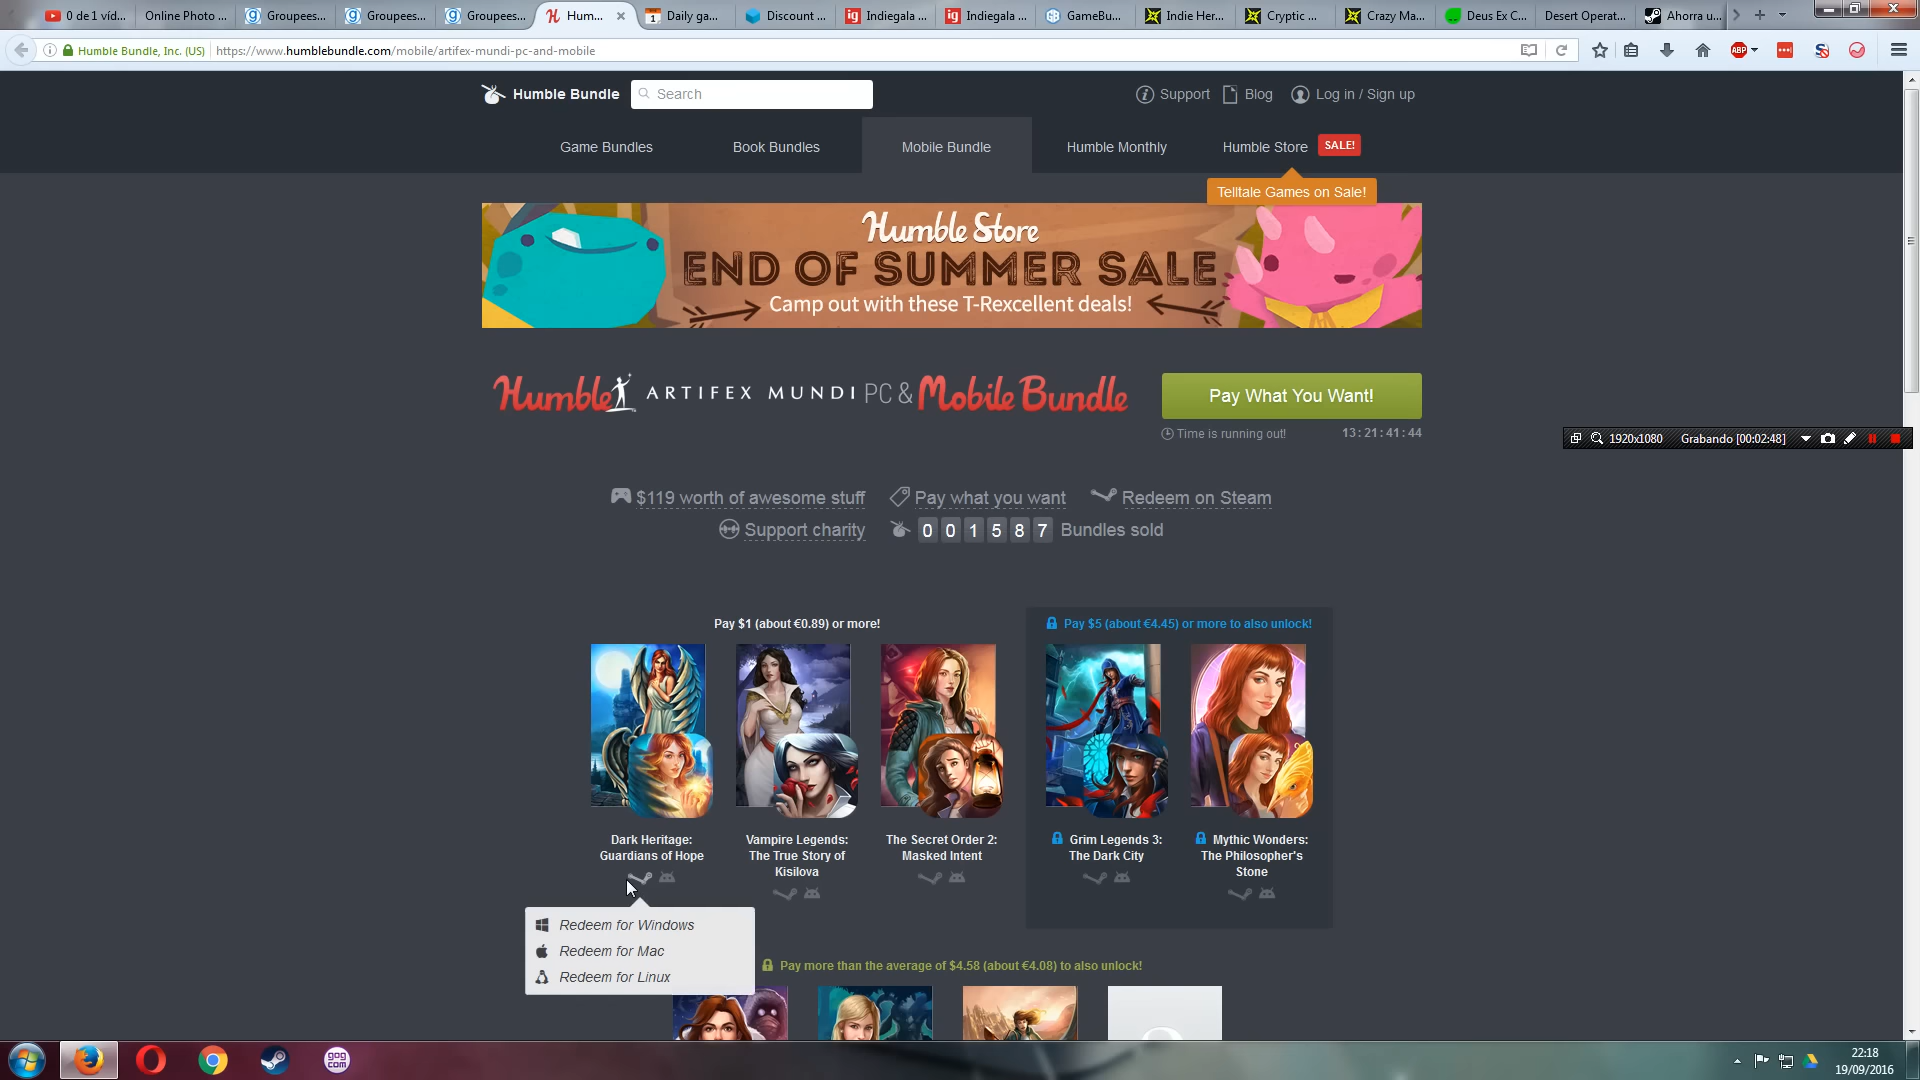 0 de 1 víd...
Online Photo ...
Groupees...
Groupees...
Groupees...
Hum...
Daily ga...
Discount ...
Indiegala ...
Indiegala ...
GameBu...
Indie Her...
Cryptic ...
Crazy Ma...
Deus Ex C...
Desert Operat...
Ahorra u...
Humble Bundle, Inc. (US)
https://www.humblebundle.com/mobile/artifex-mundi-pc-and-mobile
ABP
Humble Bundle
Search
Support
Blog
Log in / Sign up
Game Bundles
Book Bundles
Mobile Bundle
Humble Monthly
Humble Store
SALE!
Telltale Games on Sale!
Humble Store
END OF SUMMER SALE
Camp out with these T-Rexcellent deals!
Humble ARTIFEX MUNDI PC & Mobile Bundle
Pay What You Want!
Time is running out!
13:21:41:44
1920x1080
Grabando [00:02:48]
$119 worth of awesome stuff
Pay what you want
Redeem on Steam
Support charity
001587 Bundles sold
Pay $1 (about €0.89) or more!
Pay $5 (about €4.45) or more to also unlock!
Dark Heritage:
Guardians of Hope
Vampire Legends:
The True Story of
Kisilova
The Secret Order 2:
Masked Intent
Grim Legends 3:
The Dark City
Mythic Wonders:
The Philosopher's
Stone
Redeem for Windows
Redeem for Mac
Redeem for Linux
Pay more than the average of $4.58 (about €4.08) to also unlock!
gog
com
22:18
19/09/2016